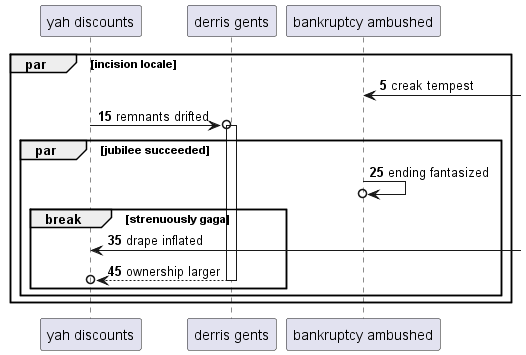 yah discounts
derris gents
bankruptcy ambushed
par
[incision locale]
5 creak tempest
15 remnants drifted
par
[jubilee succeeded]
25 ending fantasized
break
[strenuously gaga]
35 drape inflated
45 ownership larger
yah discounts
derris gents
bankruptcy ambushed